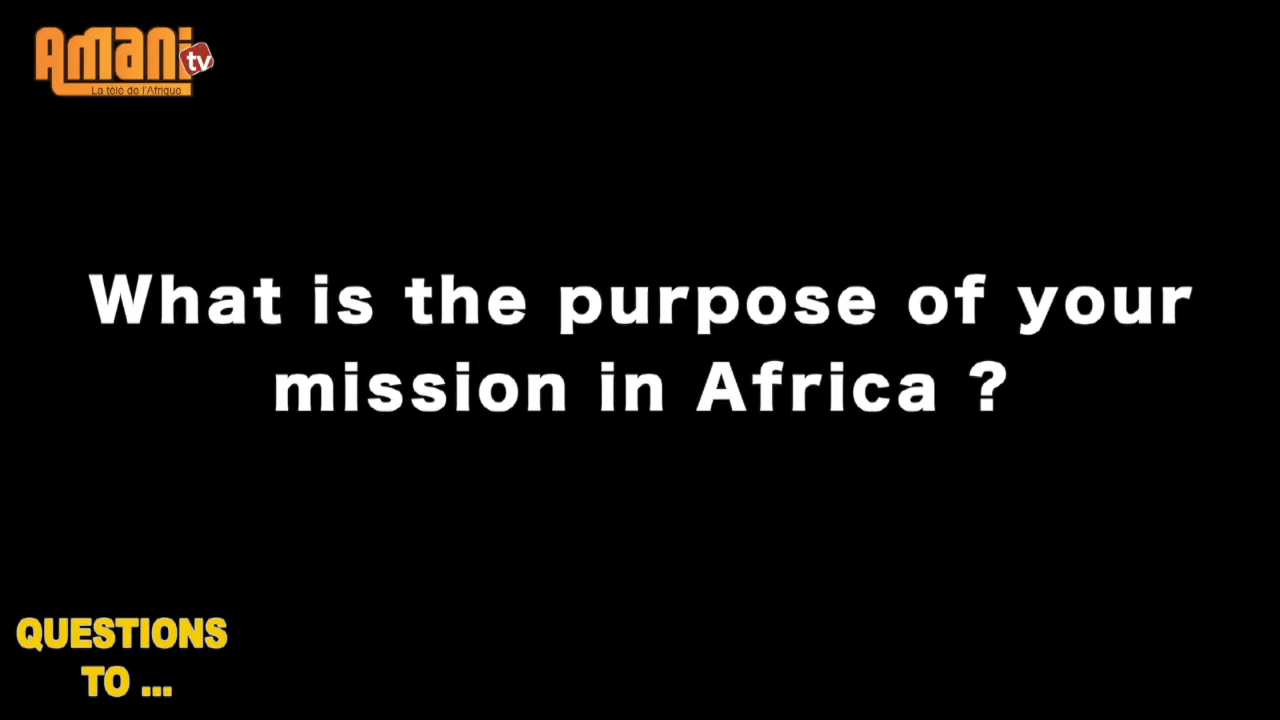 Amani tv
La télé de l'Afrique
What is the purpose of your
mission in Africa ?
QUESTIONS
TO ...